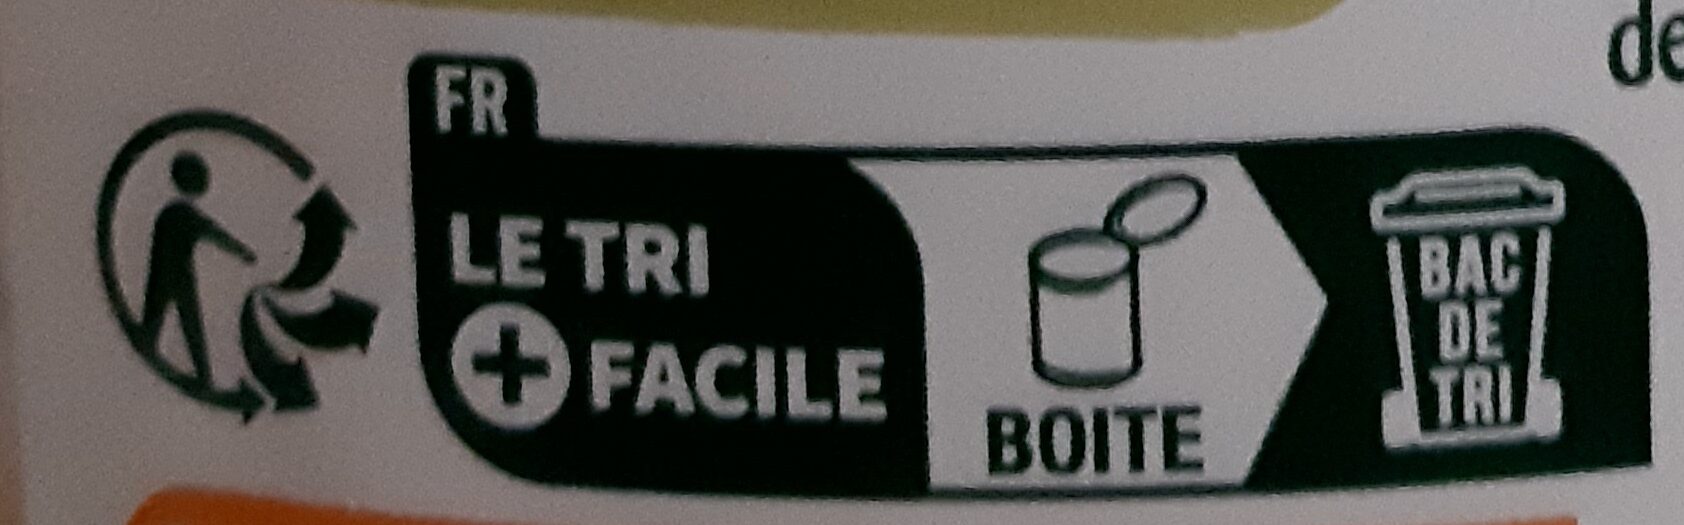 de
FR
LE TRI
+ FACILE
BOITE
BAC
DE
TRI